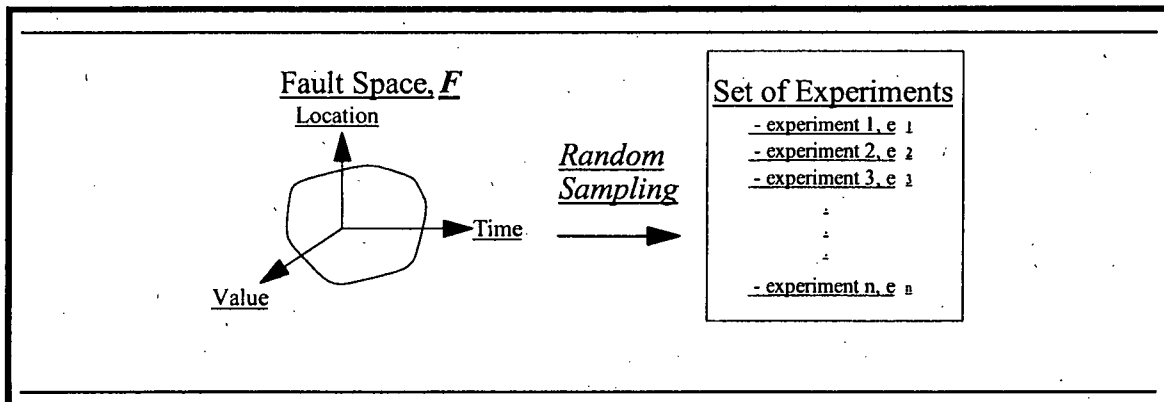 Fault Space, F
Location
Time
Value
Random
Sampling
Set of Experiments
- experiment 1, e 1
- experiment 2, e 2
- experiment 3, e 3
.
.
.
- experiment n, e n